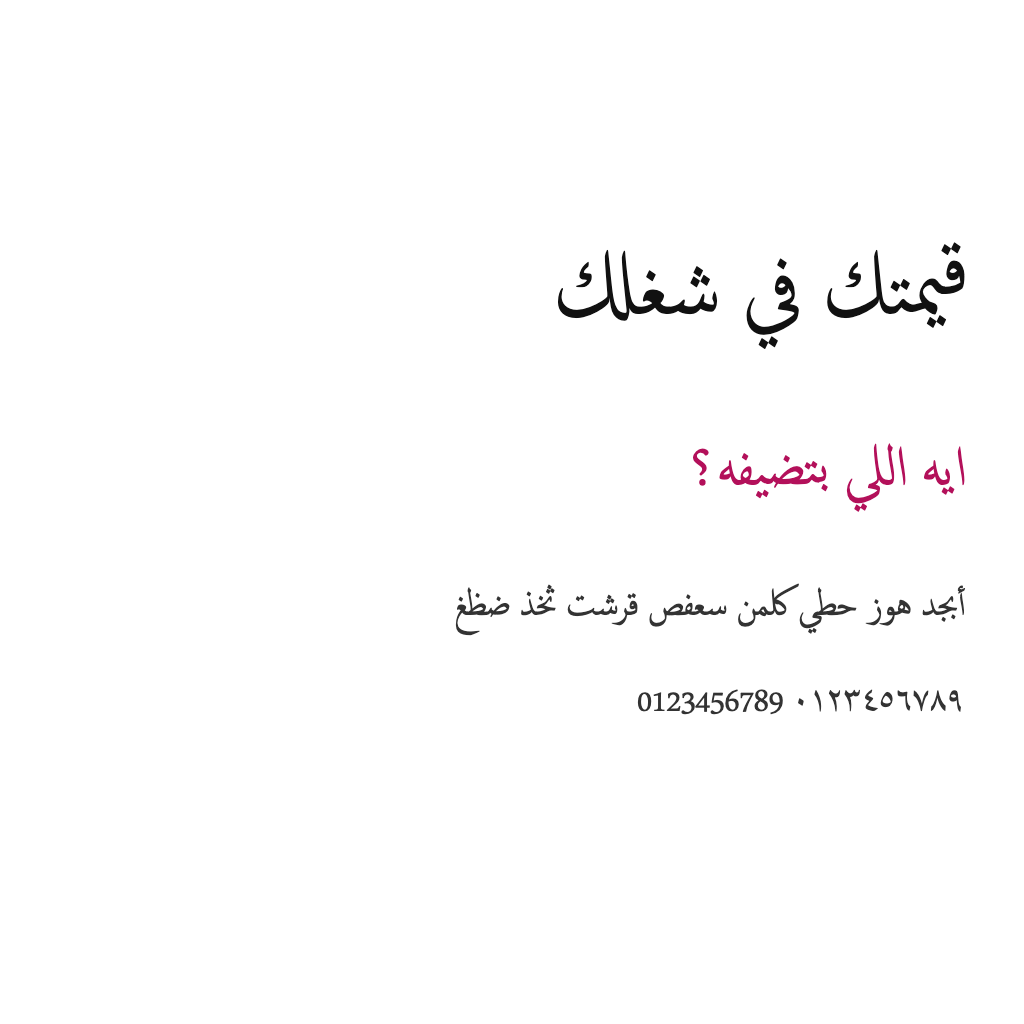 قيمتك في شغلك
ايه اللي بتضيفه؟
أبجد هوز حطي كلمن سعفص قرشت ثخذ ضظغ
٠١٢٣٤٥٦٧٨٩ 0123456789